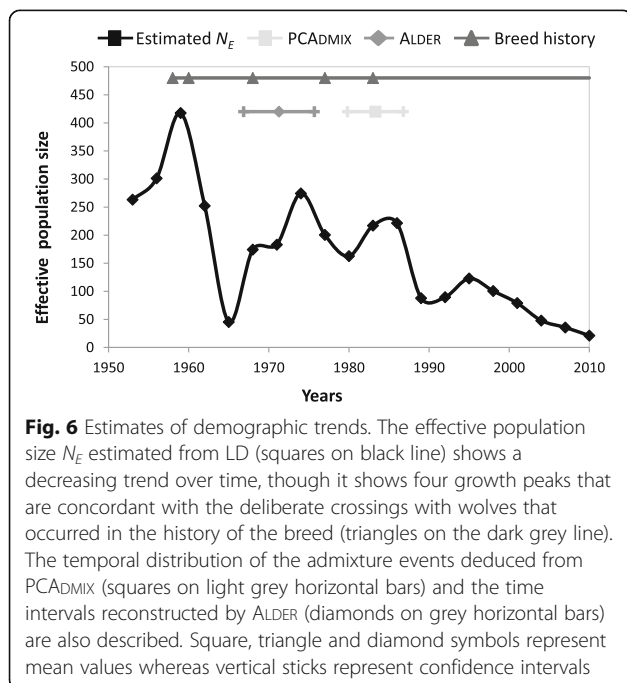 Estimated N_E PCADMIX ALDER Breed history
500
450
400
350
300
250
200
150
100
50
0
Effective population size
1950 1960 1970 1980 1990 2000 2010
Years
Fig. 6 Estimates of demographic trends. The effective population
size N_E estimated from LD (squares on black line) shows a
decreasing trend over time, though it shows four growth peaks that
are concordant with the deliberate crossings with wolves that
occurred in the history of the breed (triangles on the dark grey line).
The temporal distribution of the admixture events deduced from
PCADMIX (squares on light grey horizontal bars) and the time
intervals reconstructed by ALDER (diamonds on grey horizontal bars)
are also described. Square, triangle and diamond symbols represent
mean values whereas vertical sticks represent confidence intervals